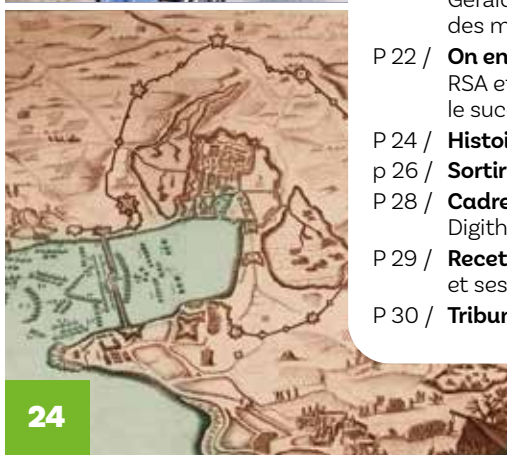 des m
P 22 / On en
RSA et
le suc
P 24 / Histoi
p 26 / Sortir
P 28 / Cadre
Digith
P 29 / Recet
et ses
P 30 / Tribun
24